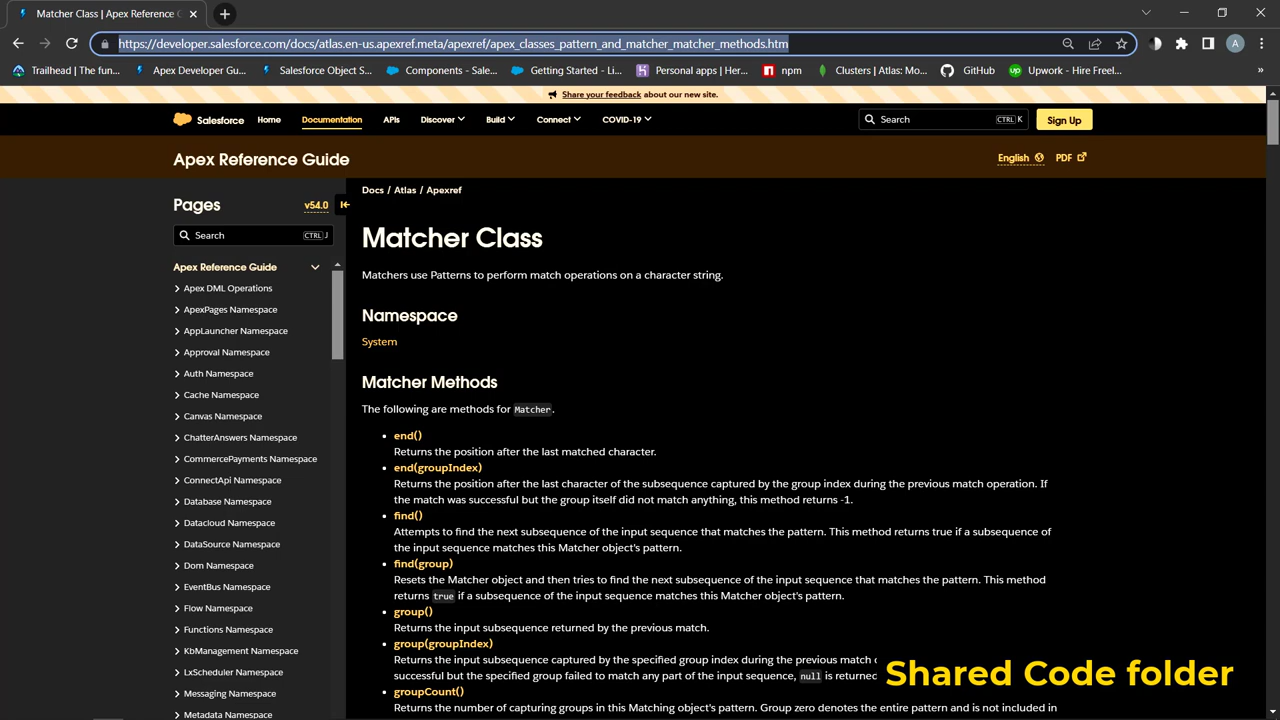 Matcher Class | Apex Reference G
https://developer.salesforce.com/docs/atlas.en-us.apexref.meta/apexref/apex_classes_pattern_and_matcher_matcher_methods.htm
A
Trailhead | The fun...
Apex Developer Gu...
Salesforce Object S...
Components - Sale...
Getting Started - Li...
Personal apps | Her...
npm
Clusters | Atlas: Mo...
GitHub
Upwork - Hire Freel...
»
Share your feedback about our new site.
Salesforce
Home
Documentation
APIs
Discover
Build
Connect
COVID-19
Search
CTRL K
Sign Up
Apex Reference Guide
English
PDF
Pages
v54.0
Search
CTRL J
Apex Reference Guide
Apex DML Operations
ApexPages Namespace
AppLauncher Namespace
Approval Namespace
Auth Namespace
Cache Namespace
Canvas Namespace
ChatterAnswers Namespace
CommercePayments Namespace
ConnectApi Namespace
Database Namespace
Datacloud Namespace
DataSource Namespace
Dom Namespace
EventBus Namespace
Flow Namespace
Functions Namespace
KbManagement Namespace
LxScheduler Namespace
Messaging Namespace
Metadata Namespace
Docs / Atlas / Apexref
Matcher Class
Matchers use Patterns to perform match operations on a character string.
Namespace
System
Matcher Methods
The following are methods for Matcher.
end()
Returns the position after the last matched character.
end(groupIndex)
Returns the position after the last character of the subsequence captured by the group index during the previous match operation. If
the match was successful but the group itself did not match anything, this method returns -1.
find()
Attempts to find the next subsequence of the input sequence that matches the pattern. This method returns true if a subsequence of
the input sequence matches this Matcher object's pattern.
find(group)
Resets the Matcher object and then tries to find the next subsequence of the input sequence that matches the pattern. This method
returns true if a subsequence of the input sequence matches this Matcher object's pattern.
group()
Returns the input subsequence returned by the previous match.
group(groupIndex)
Returns the input subsequence captured by the specified group index during the previous match
successful but the specified group failed to match any part of the input sequence, null is returned
groupCount()
Returns the number of capturing groups in this Matching object's pattern. Group zero denotes the entire pattern and is not included in
Shared Code folder